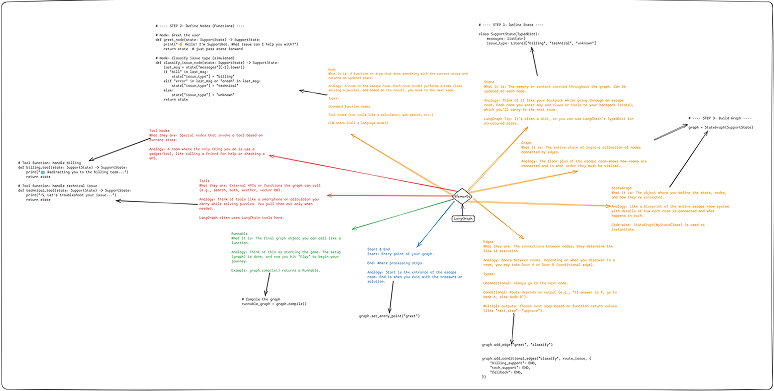 # ---- STEP 2: Define Nodes (Functional) ----
# Node: Greet the user
def greet_node(state: SupportState) -> SupportState:
print("👋 Hello! I'm SupportBot. What issue can I help you with?")
return state # just pass state forward
# Node: Classify issue type (simulated)
def classify_issue_node(state: SupportState) -> SupportState:
last_msg = state["messages"][-1].lower()
if "bill" in last_msg:
state["issue_type"] = "billing"
elif "error" in last_msg or "crash" in last_msg:
state["issue_type"] = "technical"
else:
state["issue_type"] = "unknown"
return state
# ---- STEP 1: Define State ----
class SupportState(TypedDict):
messages: list[str]
issue_type: Literal["billing", "technical", "unknown"]
Node
What it is: A function or step that does something with the current state and
returns an updated state.
Analogy: A room in the escape room. Each room (node) performs a task (like
solving a puzzle), and based on the result, you move to the next room.
Types:
Standard function nodes
Tool nodes (run tools like a calculator, web search, etc.)
LLM nodes (call a language model)
State
What it is: The memory or context carried throughout the graph. Can be
updated at each node.
Analogy: Think of it like your backpack while going through an escape
room. Each room you enter may add clues or tools to your backpack (state),
which you'll carry to the next room.
LangGraph Tip: It's often a dict, or you can use LangGraph's TypedDict for
structured state.
# ---- STEP 3: Build Graph ----
graph = StateGraph(SupportState)
Tool Nodes
What they are: Special nodes that invoke a tool based on
current state.
Analogy: A room where the only thing you do is use a
gadget/tool, like calling a friend for help or checking a
GPS.
Graph
What it is: The entire chain of logic—a collection of nodes
connected by edges.
Analogy: The floor plan of the escape room—shows how rooms are
connected and in what order they must be visited.
# Tool function: handle billing
def billing_tool(state: SupportState) -> SupportState:
print("💳 Redirecting you to the billing team...")
return state
# Tool function: handle technical issue
def technical_tool(state: SupportState) -> SupportState:
print("🔧 Let's troubleshoot your issue...")
return state
Tools
What they are: External APIs or functions the graph can call
(e.g., search, math, weather, vector DB).
Analogy: Think of tools like a smartphone or calculator you
carry while solving puzzles. You pull them out only when
needed.
LangGraph often uses LangChain tools here.
StateGraph
What it is: The object where you define the state, nodes,
and how they're connected.
Analogy: Like a blueprint of the entire escape room system
with details of how each room is connected and what
happens in each.
Code-wise: StateGraph(MyStateClass) is used to
instantiate.
Elements
LangGraph
Runnable
What it is: The final graph object you can call like a
function.
Analogy: Think of this as starting the game. The setup
(graph) is done, and now you hit "Play" to begin your
journey.
Example: graph.compile() returns a Runnable.
Start & End
Start: Entry point of your graph.
End: Where processing stops.
Analogy: Start is the entrance of the escape
room. End is when you exit with the treasure or
solution.
Edges
What they are: The connections between nodes; they determine the
flow of execution.
Analogy: Doors between rooms. Depending on what you discover in a
room, you may take door A or door B (conditional edge).
Types:
Unconditional: Always go to the next node.
Conditional: Route depends on output (e.g., "If answer is X, go to
node A, else node B").
Multiple outputs: Choose next step based on function return values
(like "next_step": "approve").
# Compile the graph
runnable_graph = graph.compile()
graph.set_entry_point("greet")
graph.add_edge("greet", "classify")
graph.add_conditional_edges("classify", route_issue, {
"billing_support": END,
"tech_support": END,
"fallback": END,
})